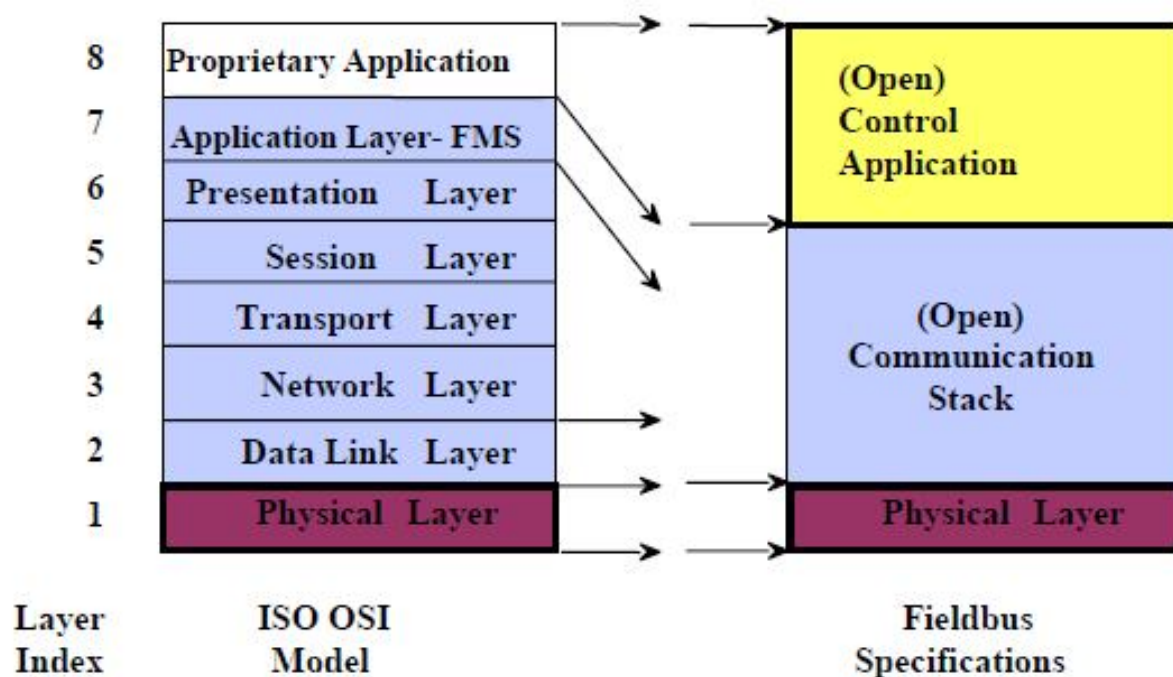 8
Proprietary Application
7
Application Layer- FMS
6
Presentation Layer
5
Session Layer
4
Transport Layer
3
Network Layer
2
Data Link Layer
1
Physical Layer
Layer
Index
ISO OSI
Model
(Open)
Control
Application
(Open)
Communication
Stack
Physical Layer
Fieldbus
Specifications